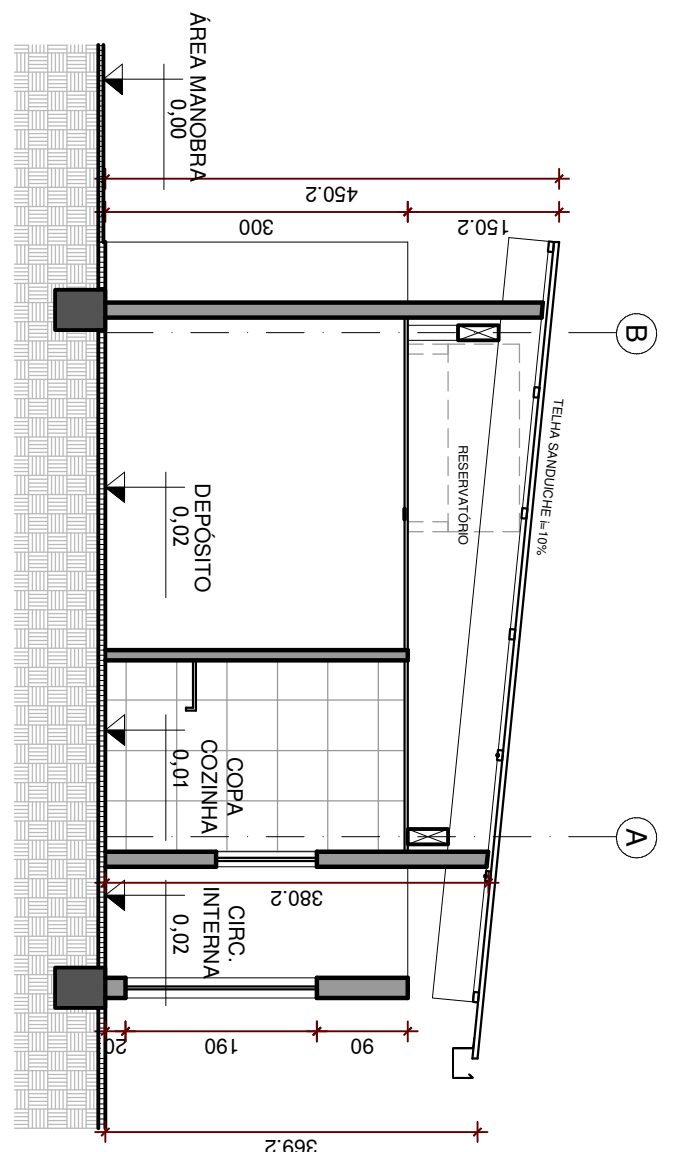 ÁREA MANOBRA
0,00
450.2
300
150.2
B
TELHA SANDUICHE i=10%
RESERVATÓRIO
DEPÓSITO
0,02
COPA
COZINHA
0,01
A
380.2
CIRC.
INTERNA
0,02
20
190
90
369.2